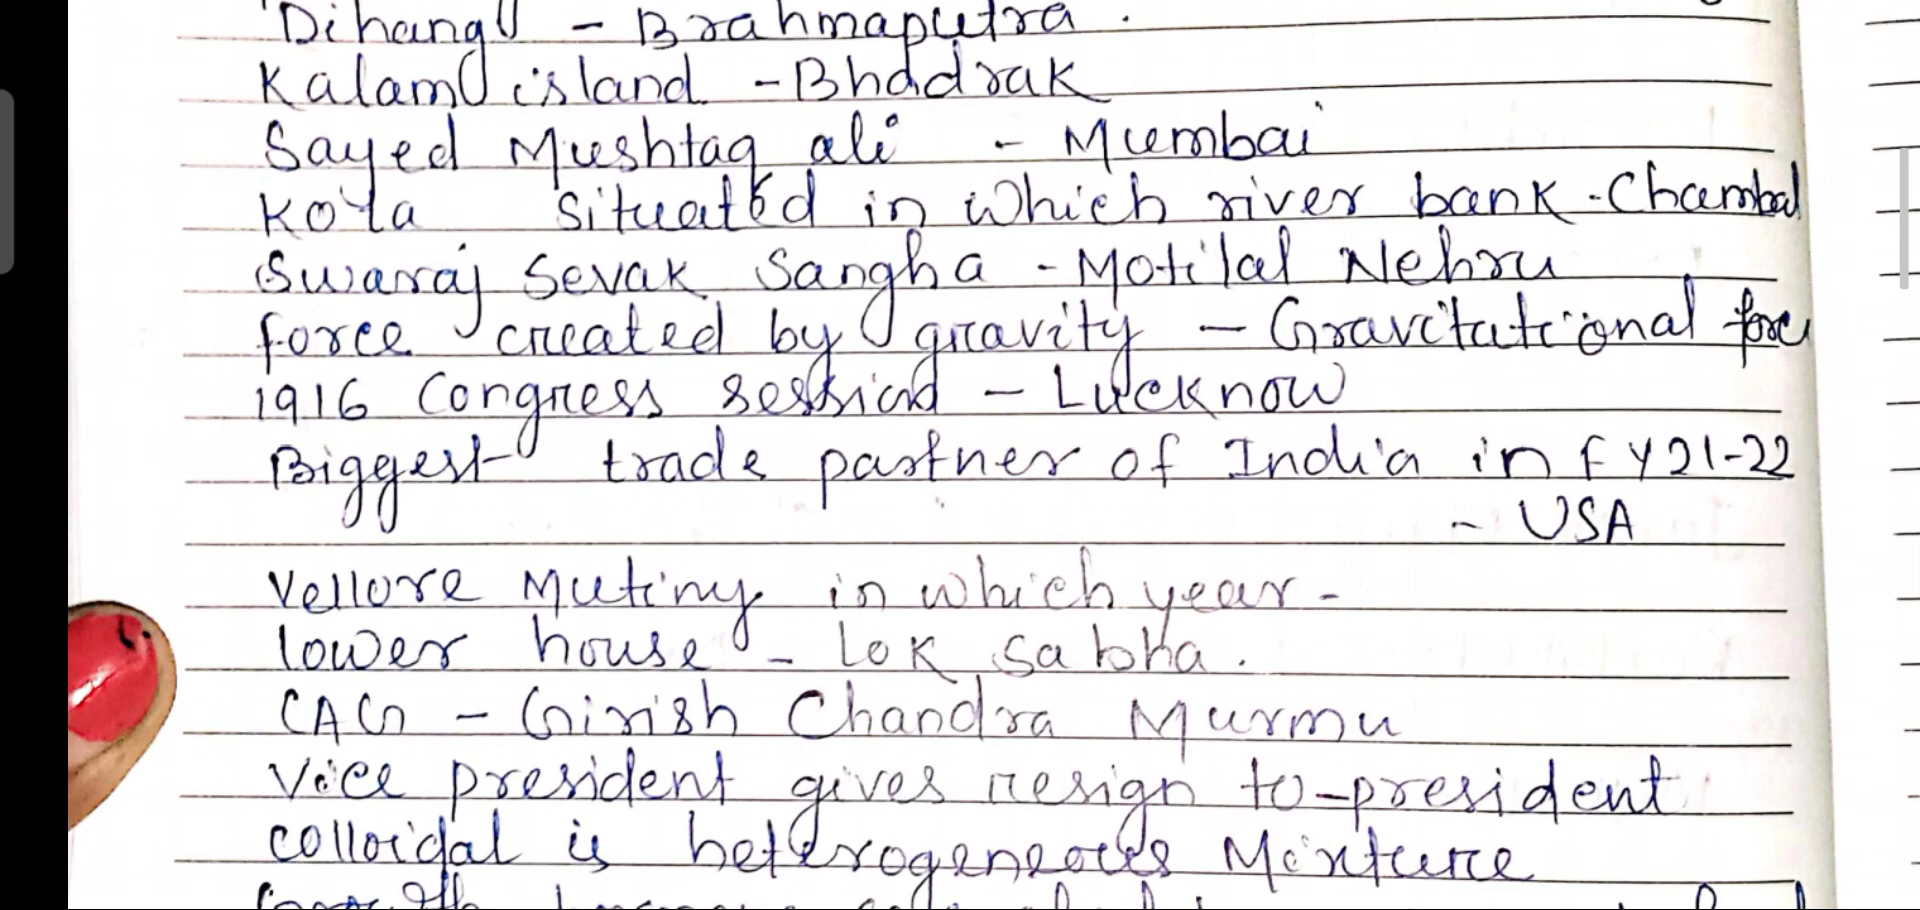 Dihang - Brahmaputra.
Kalam island - Bhadrak
Sayed Mushtaq ali - Mumbai
Kota situated in which river bank - Chambal
Swaraj Sevak Sangha - Motilal Nehru
force created by gravity - Gravitational force
1916 Congress session - Lucknow
Biggest trade partner of India in FY21-22
- USA
Vellore Mutiny in which year -
lower house - Lok Sabha.
CAG - Girish Chandra Murmu
Vice president gives resign to - president
colloidal is heterogeneous Mixture